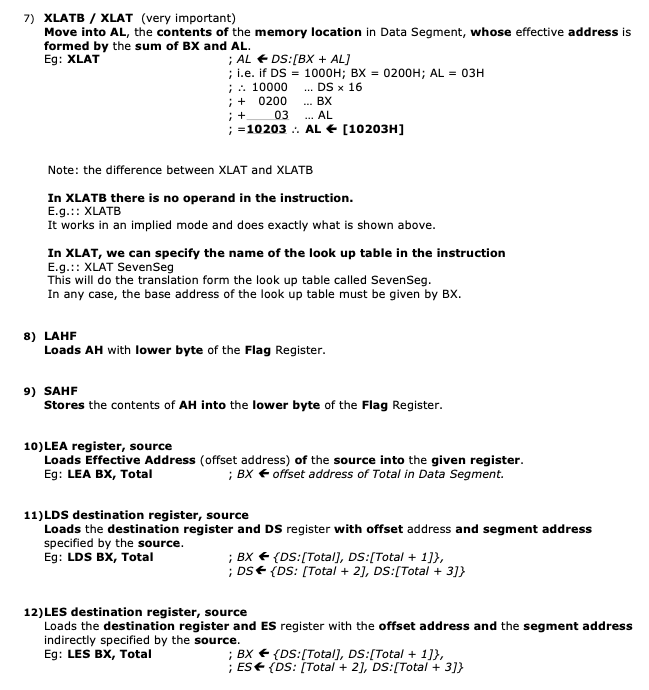 7) XLATB / XLAT (very important)
Move into AL, the contents of the memory location in Data Segment, whose effective address is
formed by the sum of BX and AL.
Eg: XLAT ; AL 🡰 DS:[BX + AL]
; i.e. if DS = 1000H; BX = 0200H; AL = 03H
; ∴ 10000 ... DS × 16
; + 0200 ... BX
; + 03 ... AL
; =10203 ∴ AL 🡰 [10203H]
Note: the difference between XLAT and XLATB
In XLATB there is no operand in the instruction.
E.g.:: XLATB
It works in an implied mode and does exactly what is shown above.
In XLAT, we can specify the name of the look up table in the instruction
E.g.:: XLAT SevenSeg
This will do the translation form the look up table called SevenSeg.
In any case, the base address of the look up table must be given by BX.
8) LAHF
Loads AH with lower byte of the Flag Register.
9) SAHF
Stores the contents of AH into the lower byte of the Flag Register.
10)LEA register, source
Loads Effective Address (offset address) of the source into the given register.
Eg: LEA BX, Total ; BX 🡰 offset address of Total in Data Segment.
11)LDS destination register, source
Loads the destination register and DS register with offset address and segment address
specified by the source.
Eg: LDS BX, Total ; BX 🡰 {DS:[Total], DS:[Total + 1]},
; DS🡰 {DS: [Total + 2], DS:[Total + 3]}
12)LES destination register, source
Loads the destination register and ES register with the offset address and the segment address
indirectly specified by the source.
Eg: LES BX, Total ; BX 🡰 {DS:[Total], DS:[Total + 1]},
; ES🡰 {DS: [Total + 2], DS:[Total + 3]}